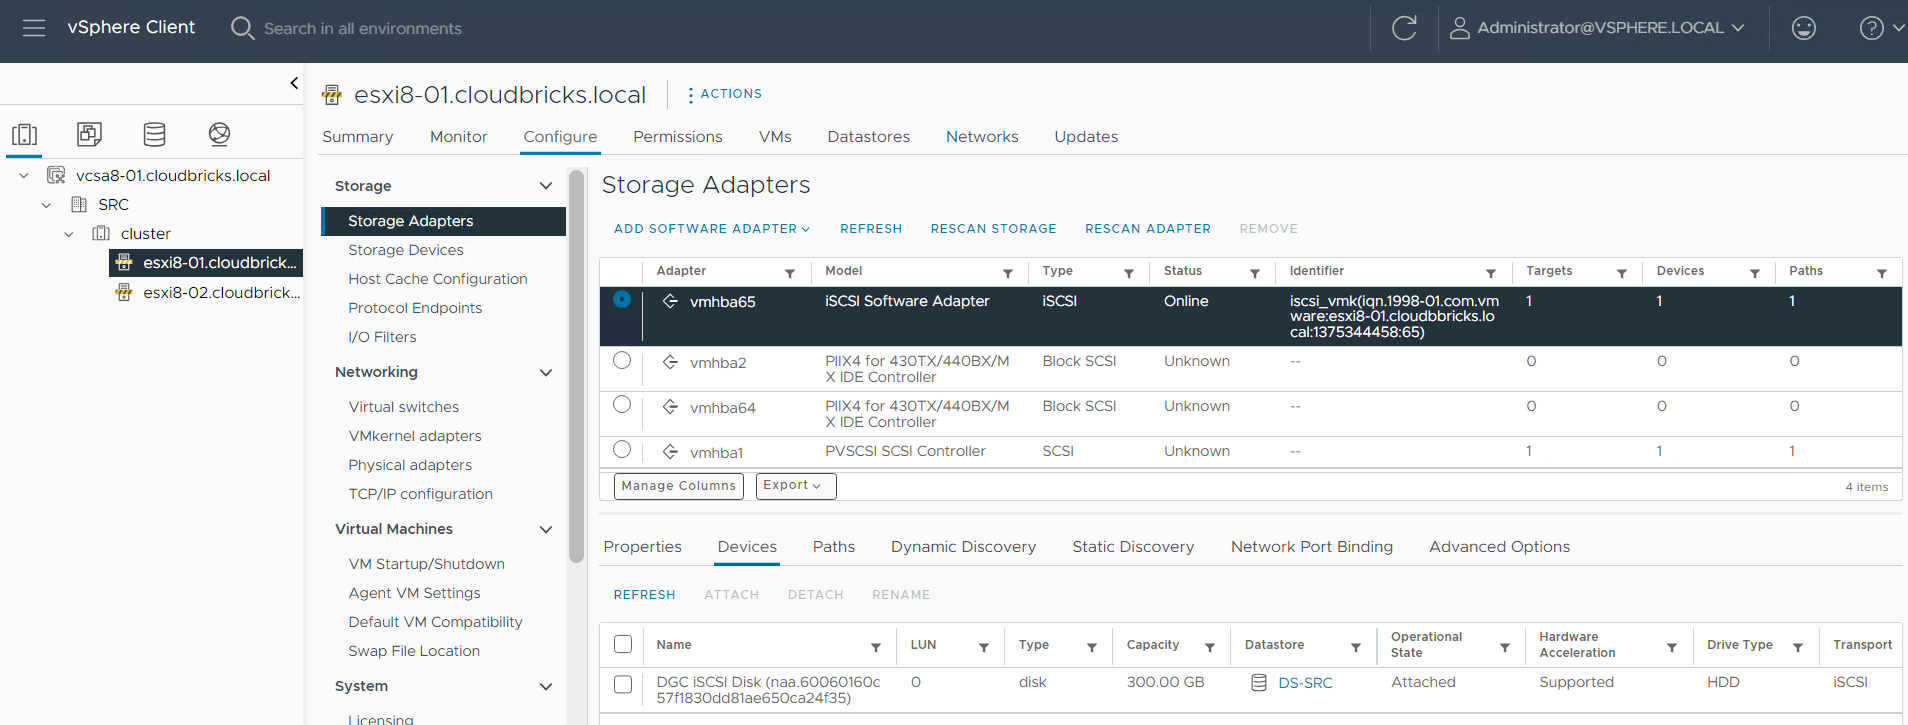 vSphere Client
Search in all environments
Administrator@VSPHERE.LOCAL
vcsa8-01.cloudbricks.local
SRC
cluster
esxi8-01.cloudbrick...
esxi8-02.cloudbrick...
esxi8-01.cloudbricks.local
ACTIONS
Summary Monitor Configure Permissions VMs Datastores Networks Updates
Storage
Storage Adapters
Storage Devices
Host Cache Configuration
Protocol Endpoints
I/O Filters
Networking
Virtual switches
VMkernel adapters
Physical adapters
TCP/IP configuration
Virtual Machines
VM Startup/Shutdown
Agent VM Settings
Default VM Compatibility
Swap File Location
System
Licensing
Storage Adapters
ADD SOFTWARE ADAPTER REFRESH RESCAN STORAGE RESCAN ADAPTER REMOVE
Adapter Model Type Status Identifier Targets Devices Paths
vmhba65 iSCSI Software Adapter iSCSI Online iscsi_vmk(iqn.1998-01.com.vm 1 1 1
ware:esxi8-01.cloudbbricks.lo
cal:1375344458:65)
vmhba2 PIIX4 for 430TX/440BX/M Block SCSI Unknown -- 0 0 0
X IDE Controller
vmhba64 PIIX4 for 430TX/440BX/M Block SCSI Unknown -- 0 0 0
X IDE Controller
vmhba1 PVSCSI SCSI Controller SCSI Unknown -- 1 1 1
Manage Columns Export 4 items
Properties Devices Paths Dynamic Discovery Static Discovery Network Port Binding Advanced Options
REFRESH ATTACH DETACH RENAME
Name LUN Type Capacity Datastore Operational State Hardware Acceleration Drive Type Transport
DGC iSCSI Disk (naa.60060160c 0 disk 300.00 GB DS-SRC Attached Supported HDD iSCSI
57f1830dd81ae650ca24f35)